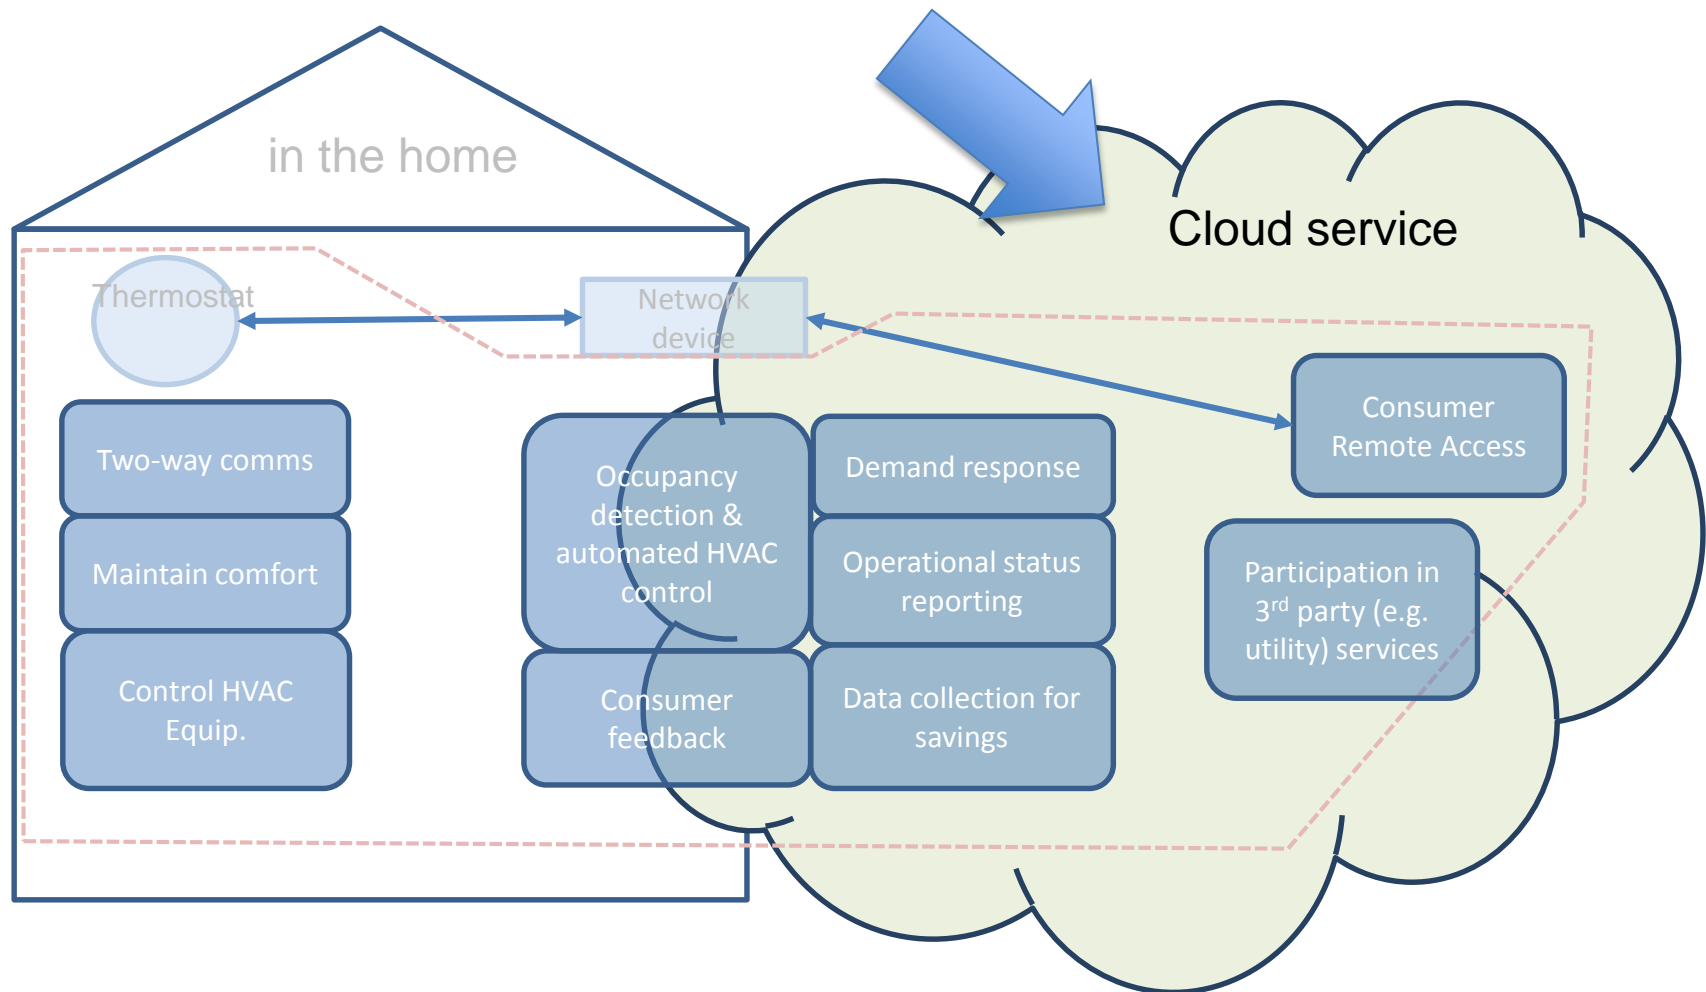 in the home
Cloud service
Thermostat
Network
device
Two-way comms
Maintain comfort
Control HVAC
Equip.
Occupancy
detection &
automated HVAC
control
Consumer
feedback
Demand response
Operational status
reporting
Data collection for
savings
Consumer
Remote Access
Participation in
3rd party (e.g.
utility) services